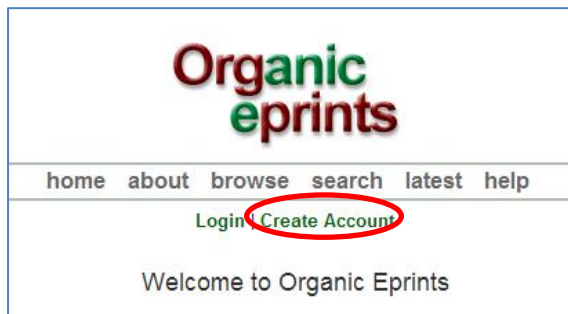 Organic
eprints
home about browse search latest help
Login | Create Account
Welcome to Organic Eprints